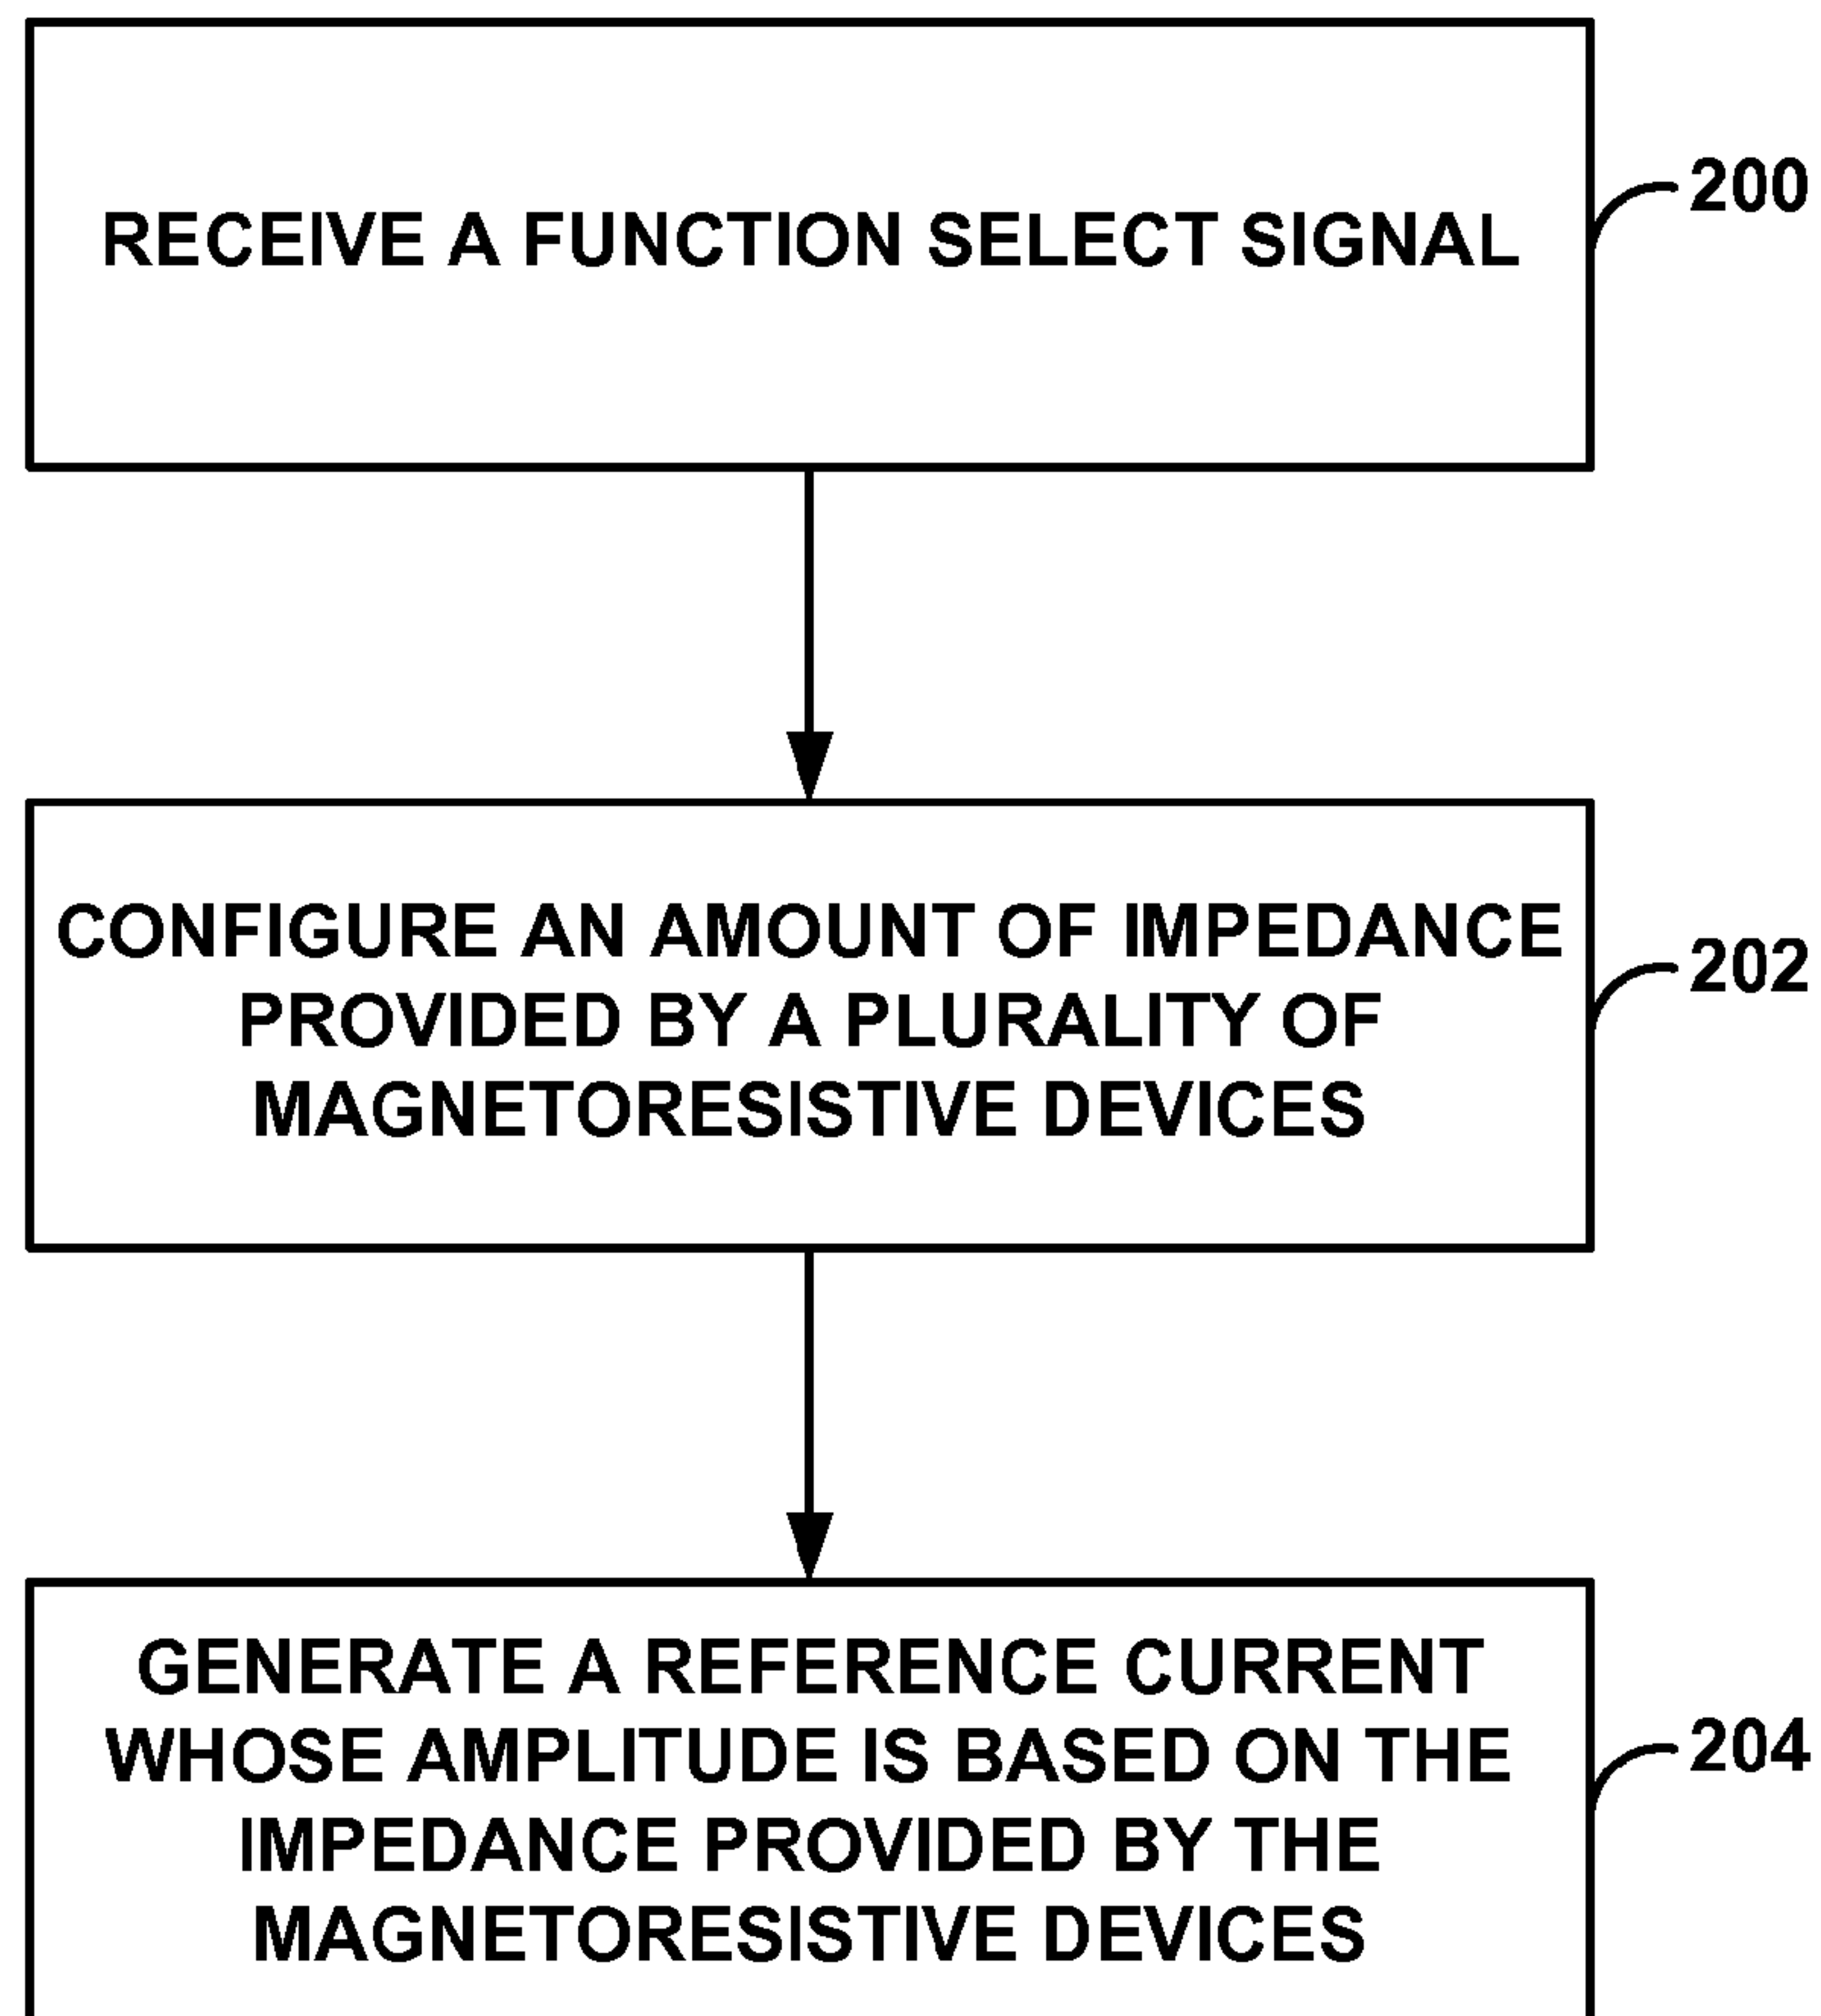 RECEIVE A FUNCTION SELECT SIGNAL
200
CONFIGURE AN AMOUNT OF IMPEDANCE
PROVIDED BY A PLURALITY OF
MAGNETORESISTIVE DEVICES
202
GENERATE A REFERENCE CURRENT
WHOSE AMPLITUDE IS BASED ON THE
IMPEDANCE PROVIDED BY THE
MAGNETORESISTIVE DEVICES
204